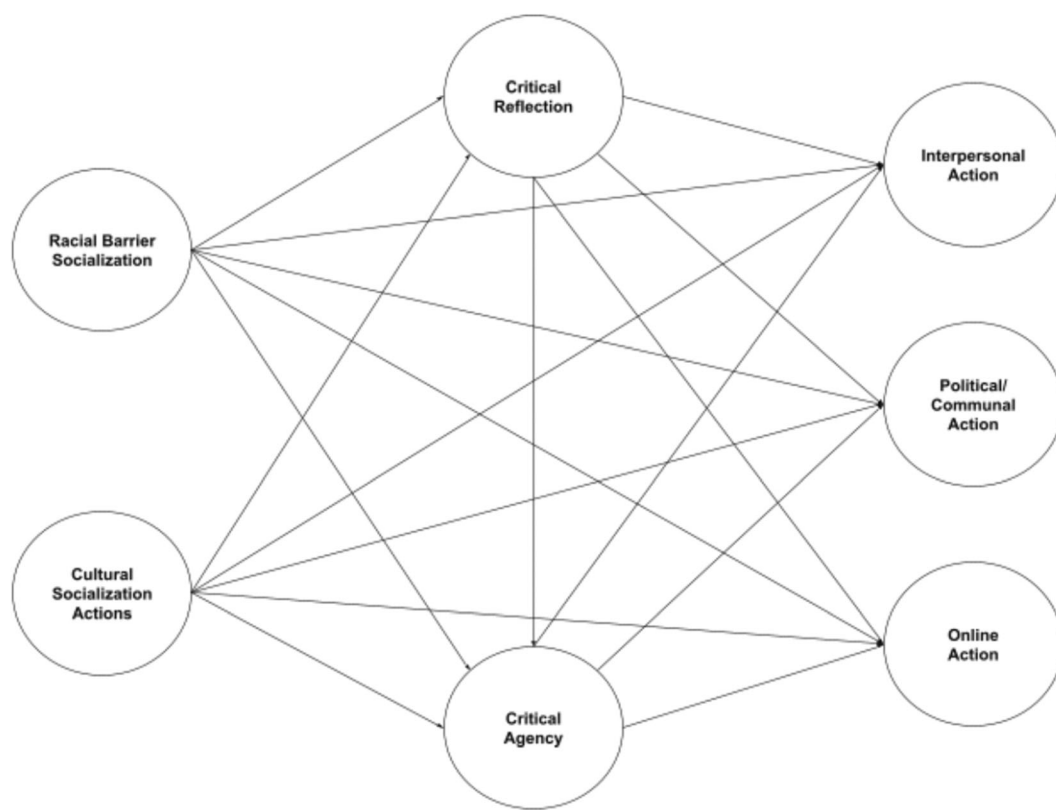 Critical
Reflection
Interpersonal
Action
Racial Barrier
Socialization
Political/
Communal
Action
Cultural
Socialization
Actions
Online
Action
Critical
Agency